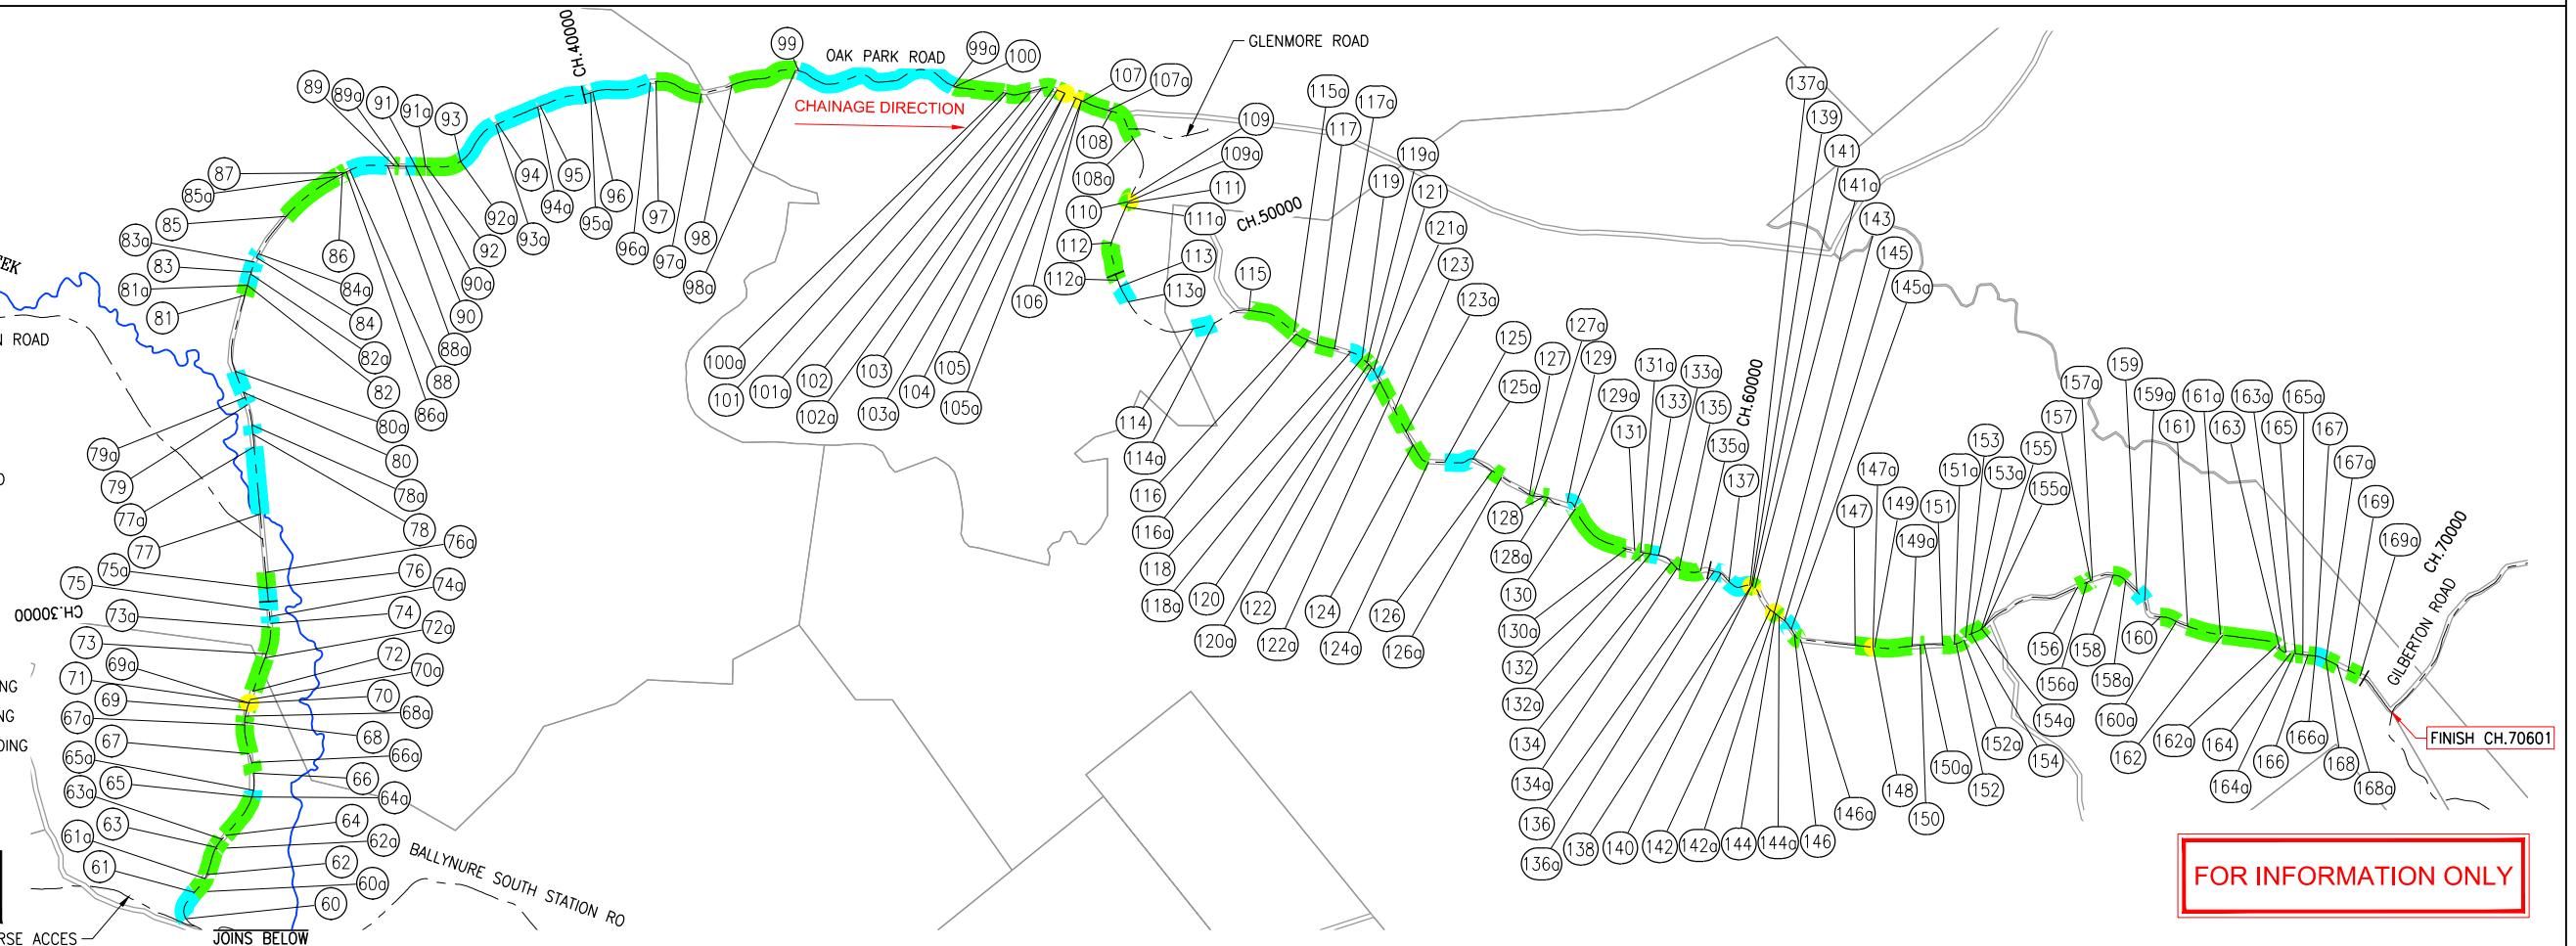 OAK PARK ROAD
CHAINAGE DIRECTION
GLENMORE ROAD
CH.40000
CH.50000
CH.60000
CH.70000
CH.30000
GILBERTON ROAD
FINISH CH.70601
FOR INFORMATION ONLY
BALLYNURE SOUTH STATION RO
JOINS BELOW
RSE ACCES
EEK
N ROAD
D
NG
NG
DING
60
60a
61
61a
62
62a
63
63a
64
64a
65
65a
66
66a
67
67a
68
68a
69
69a
70
70a
71
72
72a
73
73a
74
74a
75
75a
76
76a
77
77a
78
78a
79
79a
80
80a
81
81a
82
82a
83
83a
84
84a
85
85a
86
86a
87
88
88a
89
89a
90
90a
91
91a
92
92a
93
93a
94
94a
95
95a
96
96a
97
97a
98
98a
99
99a
100
100a
101
101a
102
102a
103
103a
104
105
105a
106
107
107a
108
108a
109
109a
110
111
111a
112
112a
113
113a
114
114a
115
115a
116
116a
117
117a
118
118a
119
119a
120
120a
121
121a
122
122a
123
123a
124
124a
125
125a
126
126a
127
127a
128
128a
129
129a
130
130a
131
131a
132
132a
133
133a
134
134a
135
135a
136
136a
137
137a
138
139
140
141
141a
142
142a
143
144
144a
145
145a
146
146a
147
147a
148
149
149a
150
150a
151
151a
152
152a
153
153a
154
154a
155
155a
156
156a
157
157a
158
158a
159
159a
160
160a
161
161a
162
162a
163
163a
164
164a
165
165a
166
166a
167
167a
168
168a
169
169a